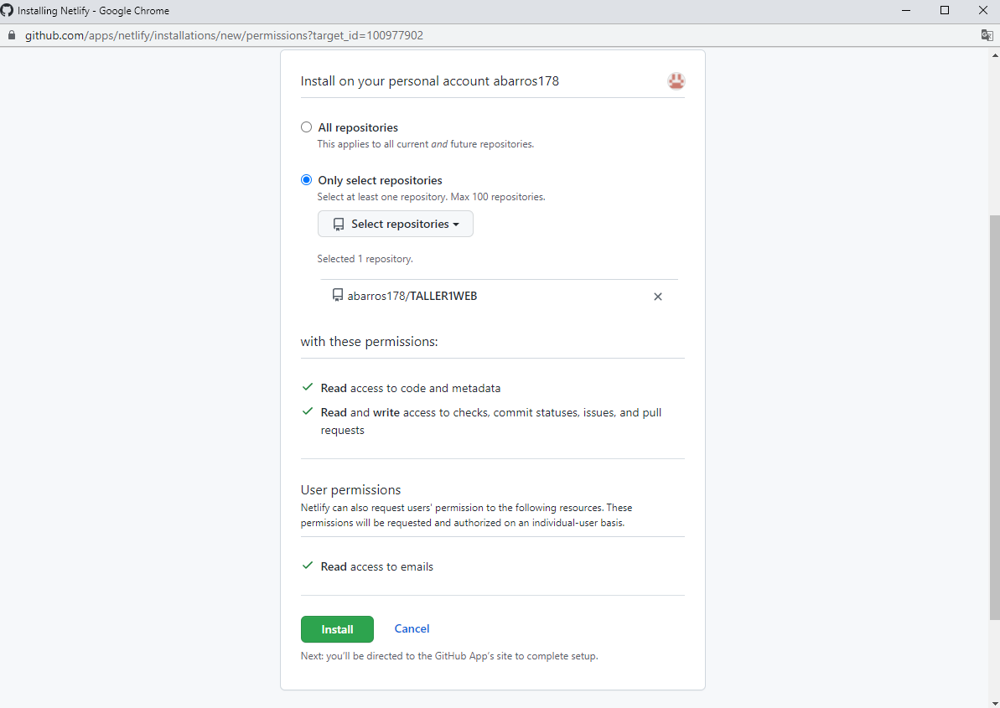 Installing Netlify - Google Chrome
github.com/apps/netlify/installations/new/permissions?target_id=100977902
Install on your personal account abarros178
All repositories
This applies to all current and future repositories.
Only select repositories
Select at least one repository. Max 100 repositories.
Select repositories
Selected 1 repository.
abarros178/TALLER1WEB
with these permissions:
Read access to code and metadata
Read and write access to checks, commit statuses, issues, and pull
requests
User permissions
Netlify can also request users' permission to the following resources. These
permissions will be requested and authorized on an individual-user basis.
Read access to emails
Install Cancel
Next: you'll be directed to the GitHub App's site to complete setup.